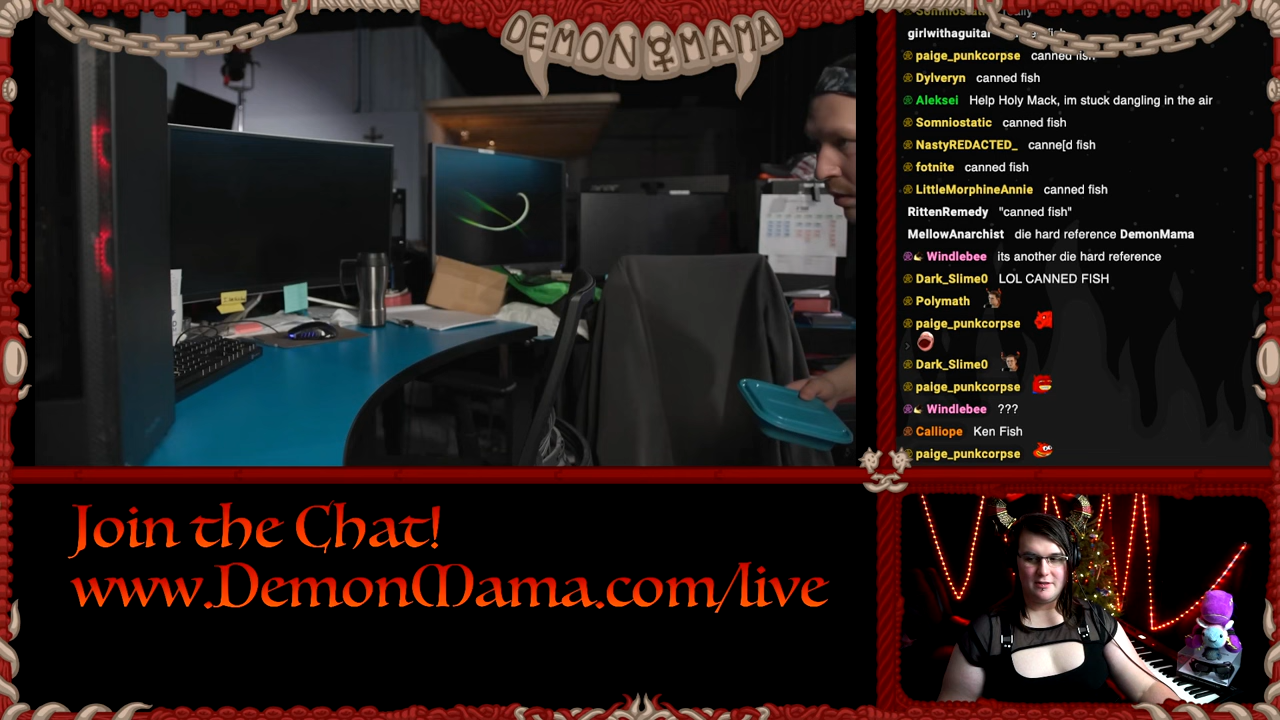 DEMON MAMA
girlwithaguitar
paige_punkcorpse canned fish
Dylveryn canned fish
Aleksei Help Holy Mack, im stuck dangling in the air
Somniostatic canned fish
NastyREDACTED_ canne[d fish
fotnite canned fish
LittleMorphineAnnie canned fish
RittenRemedy "canned fish"
MellowAnarchist die hard reference DemonMama
Windlebee its another die hard reference
Dark_Slime0 LOL CANNED FISH
Polymath
paige_punkcorpse
Dark_Slime0
paige_punkcorpse
Windlebee ???
Calliope Ken Fish
paige_punkcorpse
Join the Chat!
www.DemonMama.com/live